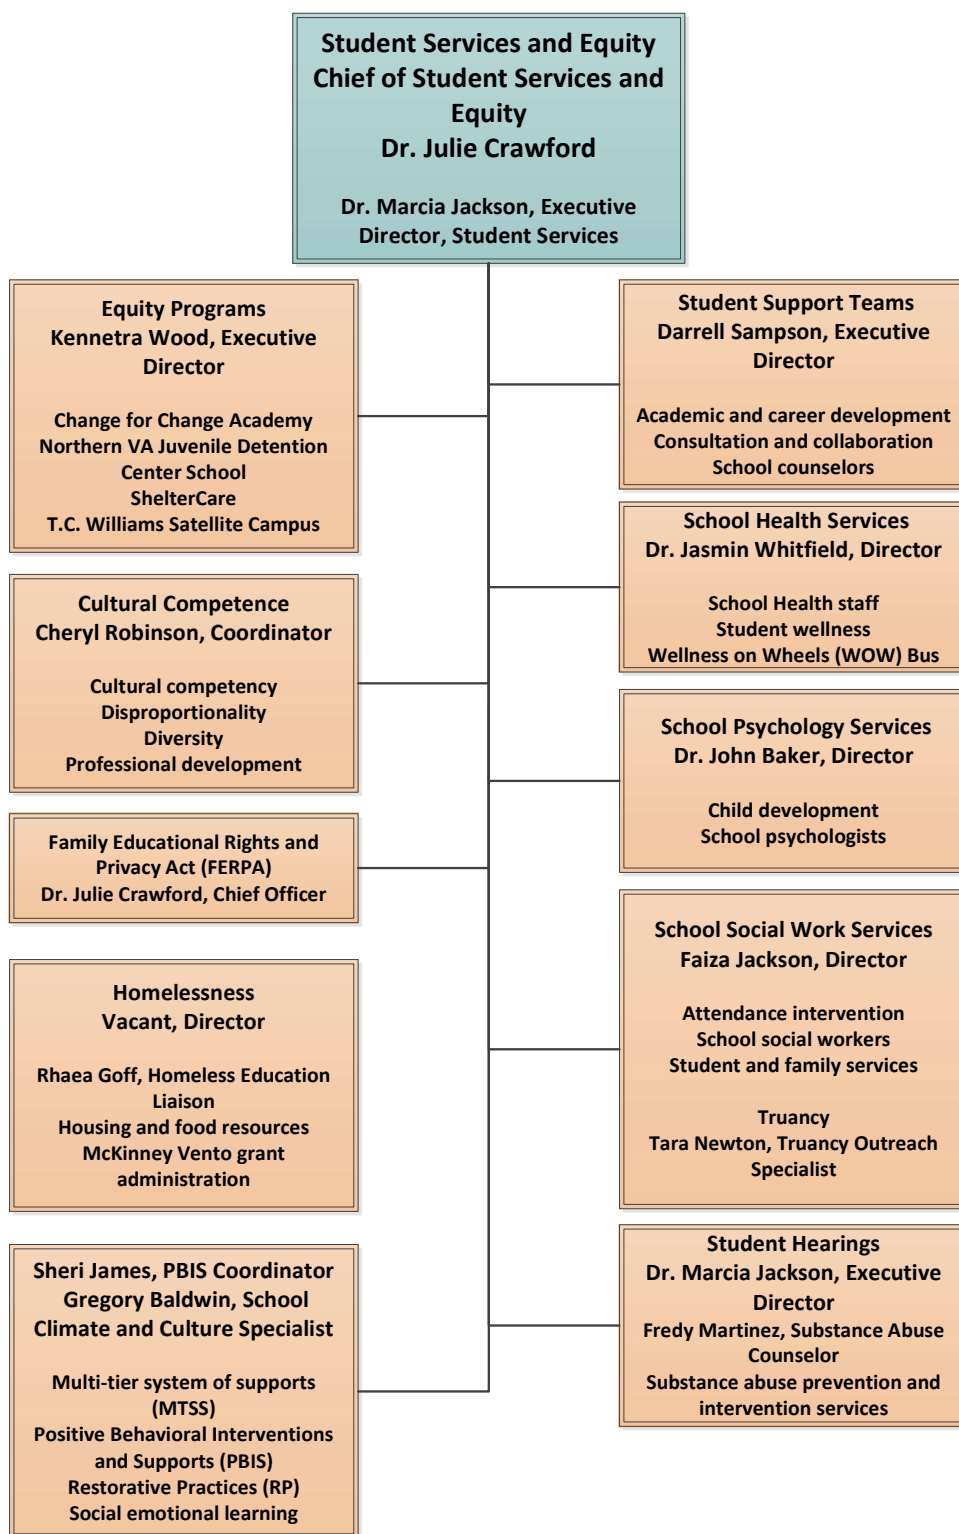 Student Services and Equity
Chief of Student Services and
Equity
Dr. Julie Crawford
Dr. Marcia Jackson, Executive
Director, Student Services
Equity Programs
Kennetra Wood, Executive
Director
Change for Change Academy
Northern VA Juvenile Detention
Center School
ShelterCare
T.C. Williams Satellite Campus
Cultural Competence
Cheryl Robinson, Coordinator
Cultural competency
Disproportionality
Diversity
Professional development
Family Educational Rights and
Privacy Act (FERPA)
Dr. Julie Crawford, Chief Officer
Homelessness
Vacant, Director
Rhaea Goff, Homeless Education
Liaison
Housing and food resources
McKinney Vento grant
administration
Sheri James, PBIS Coordinator
Gregory Baldwin, School
Climate and Culture Specialist
Multi-tier system of supports
(MTSS)
Positive Behavioral Interventions
and Supports (PBIS)
Restorative Practices (RP)
Social emotional learning
Student Support Teams
Darrell Sampson, Executive
Director
Academic and career development
Consultation and collaboration
School counselors
School Health Services
Dr. Jasmin Whitfield, Director
School Health staff
Student wellness
Wellness on Wheels (WOW) Bus
School Psychology Services
Dr. John Baker, Director
Child development
School psychologists
School Social Work Services
Faiza Jackson, Director
Attendance intervention
School social workers
Student and family services
Truancy
Tara Newton, Truancy Outreach
Specialist
Student Hearings
Dr. Marcia Jackson, Executive
Director
Fredy Martinez, Substance Abuse
Counselor
Substance abuse prevention and
intervention services